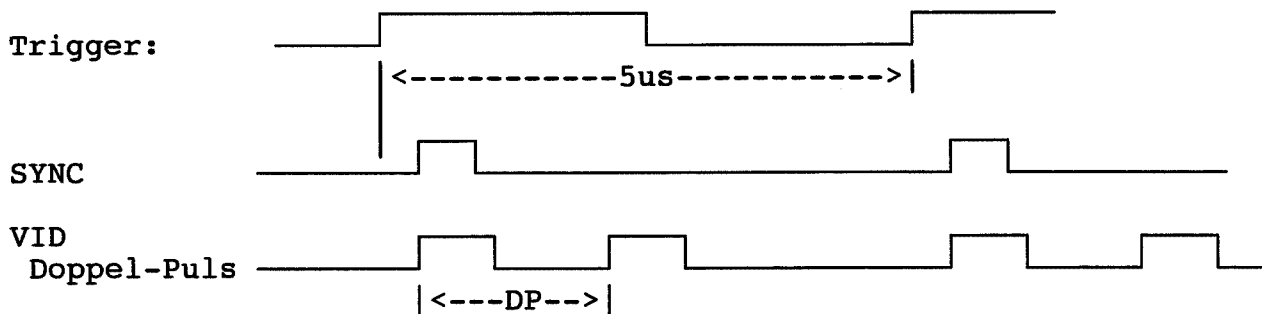 Trigger:
|<-----------5us----------->|
SYNC
VID
Doppel-Puls
|<---DP-->|